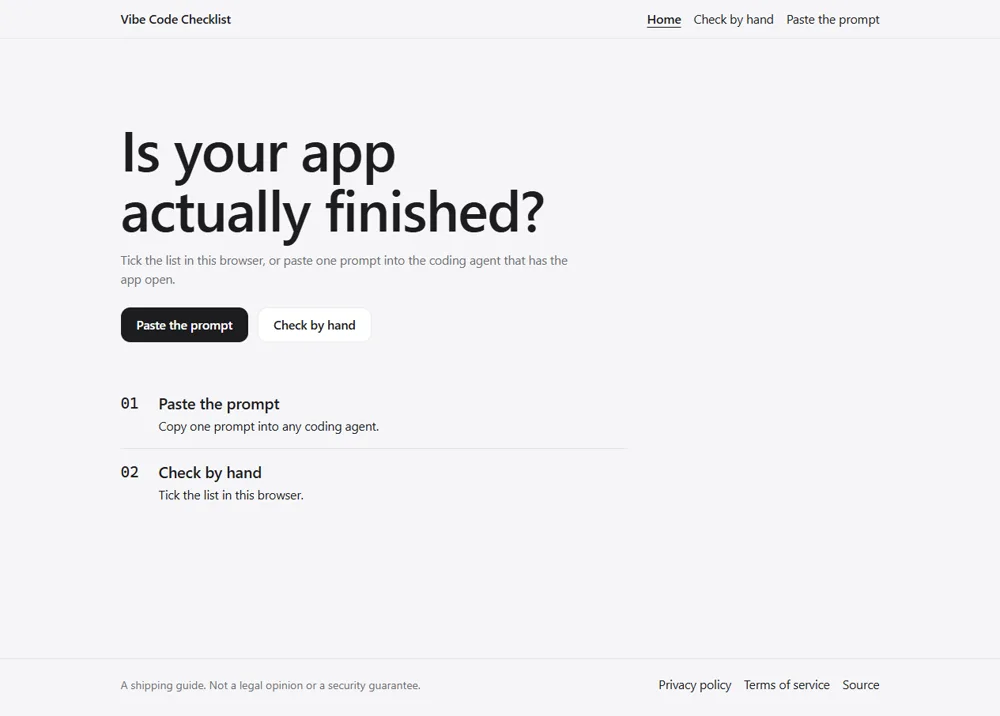 Vibe Code Checklist
Home
Check by hand
Paste the prompt
Is your app
actually finished?
Tick the list in this browser, or paste one prompt into the coding agent that has the
app open.
Paste the prompt
Check by hand
01
Paste the prompt
Copy one prompt into any coding agent.
02
Check by hand
Tick the list in this browser.
A shipping guide. Not a legal opinion or a security guarantee.
Privacy policy
Terms of service
Source